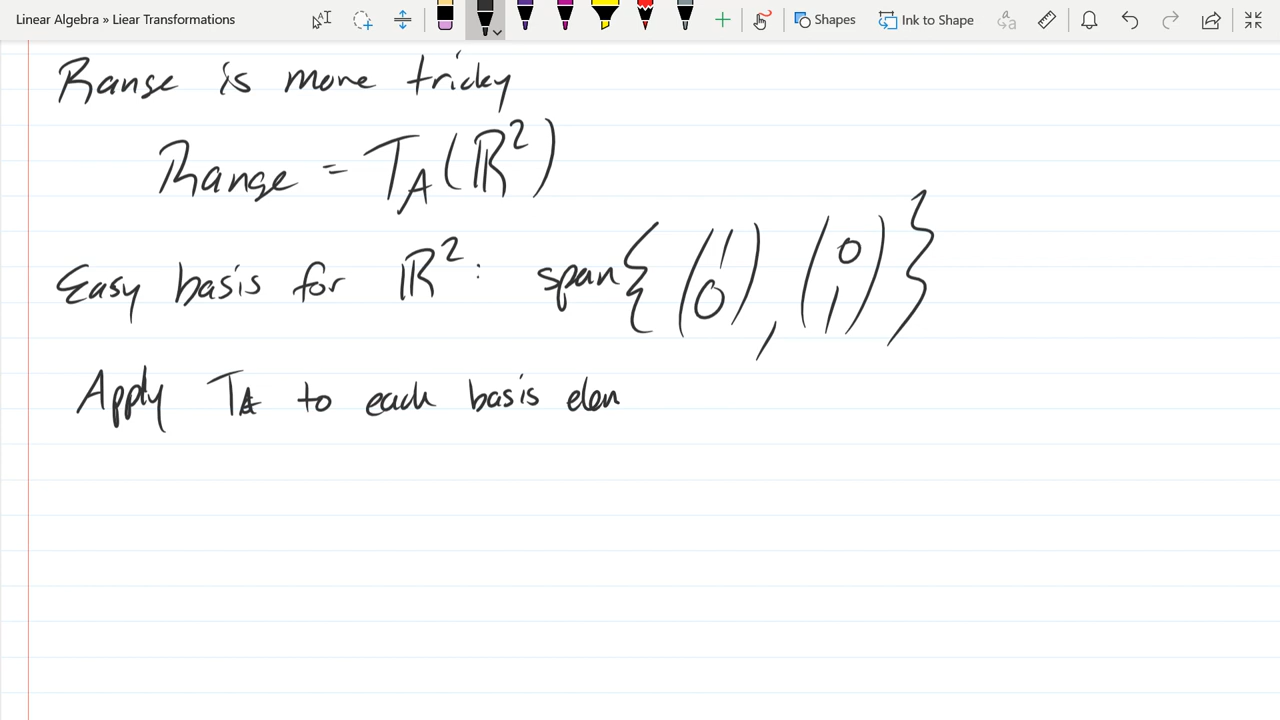 Linear Algebra » Liear Transformations
Shapes
Ink to Shape
Range is more tricky
Range = T_A(ℝ²)
Easy basis for ℝ²: span{(1 0), (0 1)}
Apply T_A to each basis elem